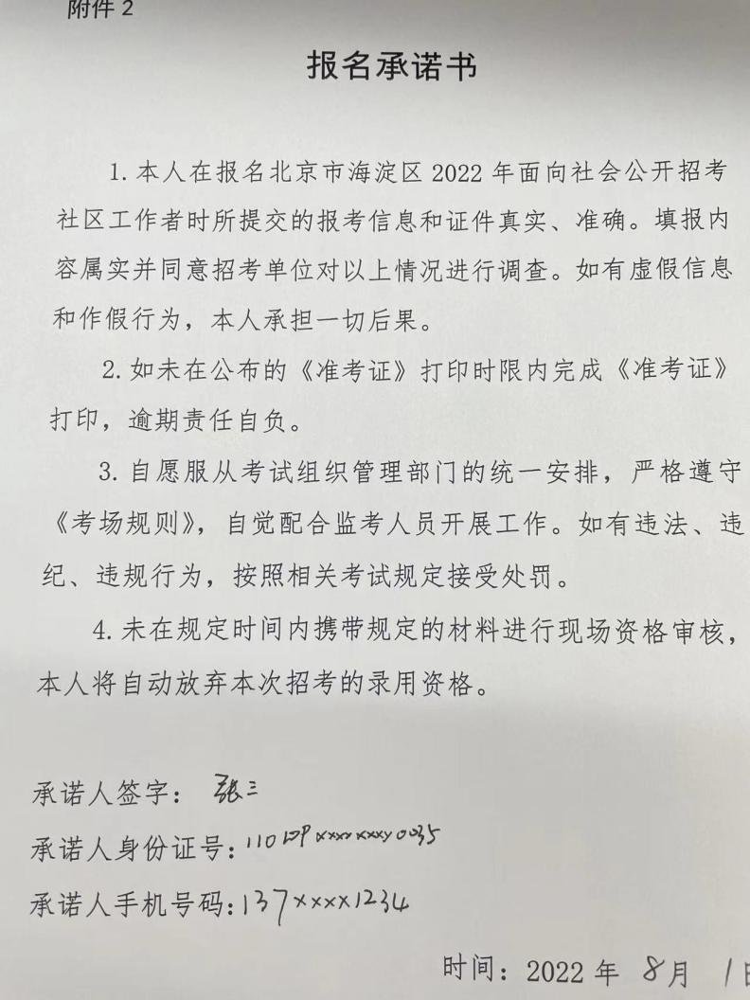 附件 2
报名承诺书
1.本人在报名北京市海淀区 2022 年面向社会公开招考
社区工作者时所提交的报考信息和证件真实、准确。填报内
容属实并同意招考单位对以上情况进行调查。如有虚假信息
和作假行为，本人承担一切后果。
2.如未在公布的《准考证》打印时限内完成《准考证》
打印，逾期责任自负。
3.自愿服从考试组织管理部门的统一安排，严格遵守
《考场规则》，自觉配合监考人员开展工作。如有违法、违
纪、违规行为，按照相关考试规定接受处罚。
4.未在规定时间内携带规定的材料进行现场资格审核，
本人将自动放弃本次招考的录用资格。
承诺人签字：张三
承诺人身份证号：110109xxxxxxxx0035
承诺人手机号码：137xxxx1234
时间：2022 年 8月 1日